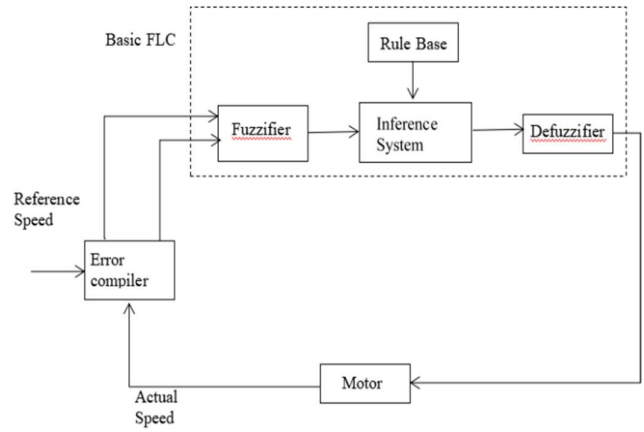 Basic FLC
Rule Base
Fuzzifier
Inference
System
Defuzzifier
Reference
Speed
Error
compiler
Motor
Actual
Speed